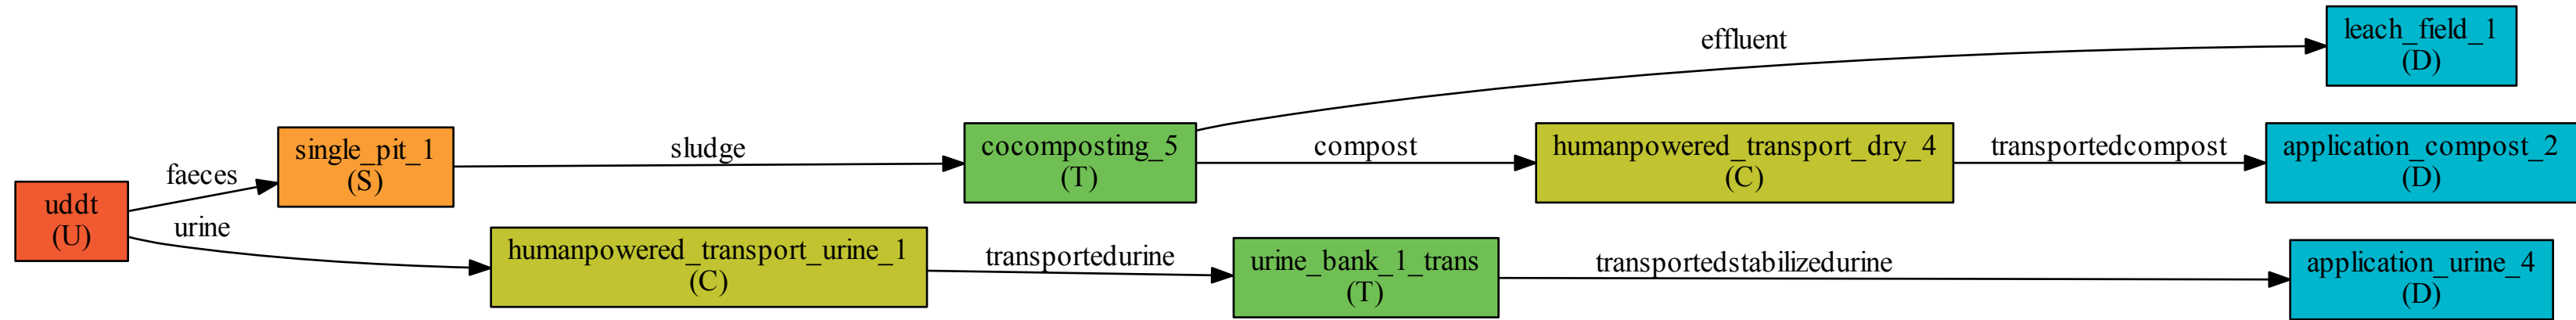 effluent
leach_field_1
(D)
uddt
(U)
faeces
urine
single_pit_1
(S)
sludge
cocomposting_5
(T)
compost
humanpowered_transport_dry_4
(C)
transportedcompost
application_compost_2
(D)
humanpowered_transport_urine_1
(C)
transportedurine
urine_bank_1_trans
(T)
transportedstabilizedurine
application_urine_4
(D)